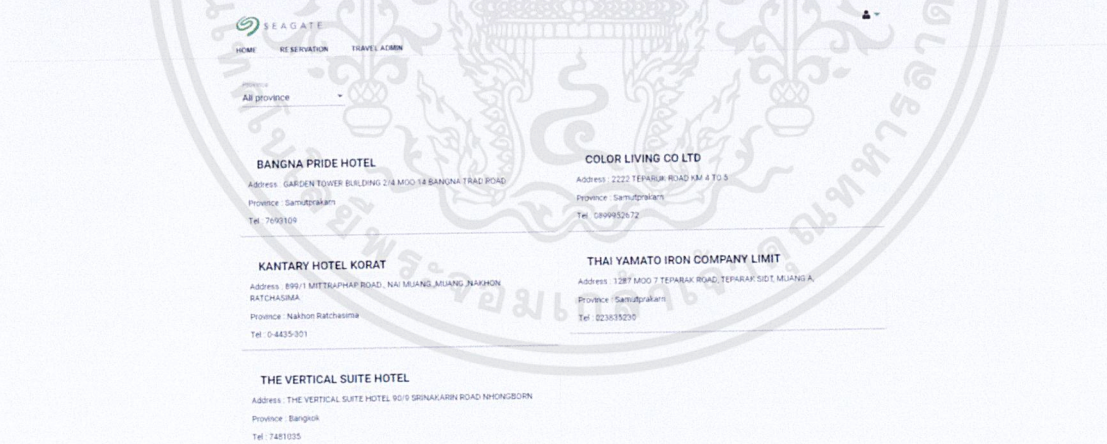 SEAGATE
HOME RESERVATION TRAVEL ADMIN
Province
All province
BANGNA PRIDE HOTEL
Address : GARDEN TOWER BUILDING 2/4 MOO 14 BANGNA TRAD ROAD
Province : Samutprakarn
Tel : 7693109
COLOR LIVING CO LTD
Address : 2222 TEPARUK ROAD KM 4 TO 5
Province : Samutprakarn
Tel : 0899952672
KANTARY HOTEL KORAT
Address : 899/1 MITTRAPHAP ROAD., NAI MUANG.,MUANG.,NAKHON
RATCHASIMA
Province : Nakhon Ratchasima
Tel : 0-4435-301
THAI YAMATO IRON COMPANY LIMIT
Address : 1287 MOO 7 TEPARAK ROAD, TEPARAK SIDT, MUANG A,
Province : Samutprakarn
Tel : 023835230
THE VERTICAL SUITE HOTEL
Address : THE VERTICAL SUITE HOTEL 90/9 SRINAKARIN ROAD NHONGBORN
Province : Bangkok
Tel : 7481035